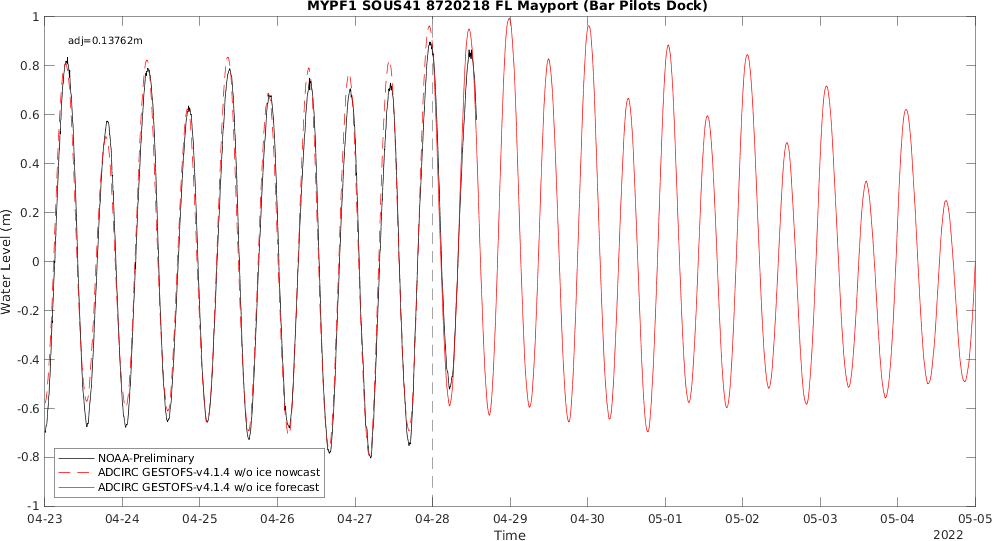 MYPF1 SOUS41 8720218 FL Mayport (Bar Pilots Dock)
adj=0.13762m
1
0.8
0.6
0.4
0.2
0
-0.2
-0.4
-0.6
-0.8
-1
Water Level (m)
NOAA-Preliminary
ADCIRC GESTOFS-v4.1.4 w/o ice nowcast
ADCIRC GESTOFS-v4.1.4 w/o ice forecast
04-23 04-24 04-25 04-26 04-27 04-28 04-29 04-30 05-01 05-02 05-03 05-04 05-05
Time
2022